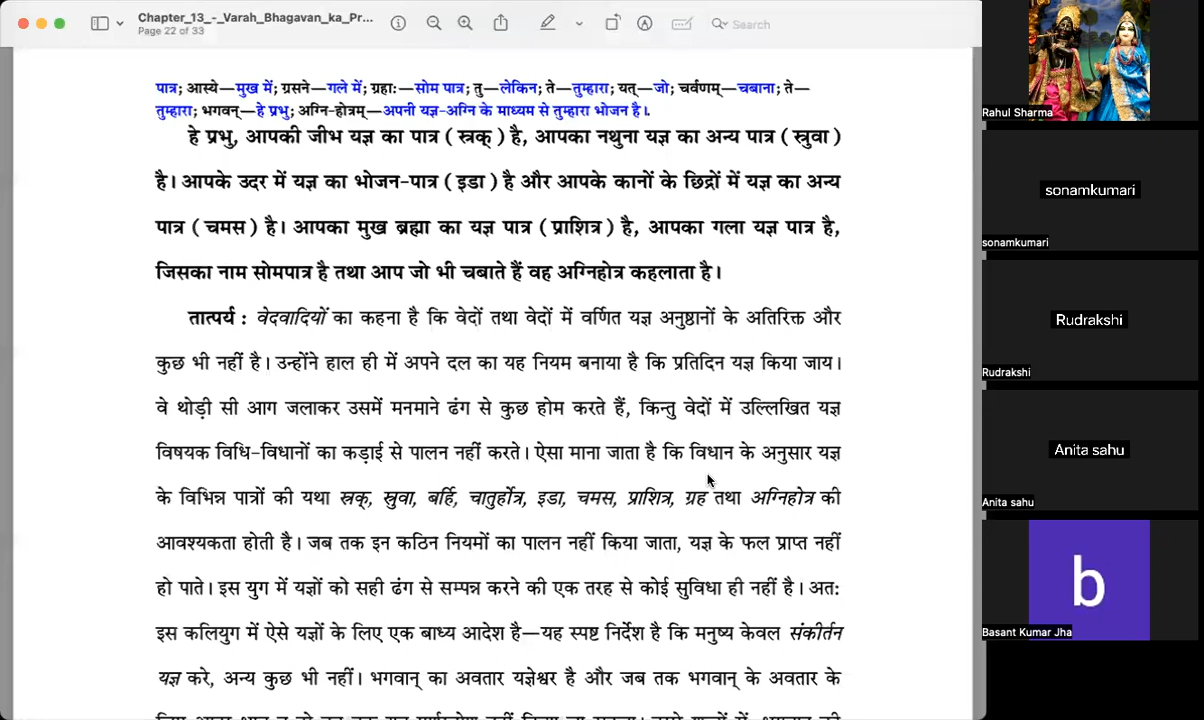 Chapter_13_-_Varah_Bhagavan_ka_Pr...
Page 22 of 33
Search
पात्र; आस्ये—मुख में; ग्रसने—गले में; ग्रहा:—सोम पात्र; तु—लेकिन; ते—तुम्हारा; यत्—जो; चर्वणम्—चबाना; ते—
तुम्हारा; भगवन्—हे प्रभु; अग्नि-होत्रम्—अपनी यज्ञ-अग्नि के माध्यम से तुम्हारा भोजन है।
हे प्रभु, आपकी जीभ यज्ञ का पात्र (स्रक्) है, आपका नथुना यज्ञ का अन्य पात्र (स्रुवा)
है। आपके उदर में यज्ञ का भोजन-पात्र (इडा) है और आपके कानों के छिद्रों में यज्ञ का अन्य
पात्र (चमस) है। आपका मुख ब्रह्मा का यज्ञ पात्र (प्राशित्र) है, आपका गला यज्ञ पात्र है,
जिसका नाम सोमपात्र है तथा आप जो भी चबाते हैं वह अग्निहोत्र कहलाता है।
तात्पर्य : वेदवादियों का कहना है कि वेदों तथा वेदों में वर्णित यज्ञ अनुष्ठानों के अतिरिक्त और
कुछ भी नहीं है। उन्होंने हाल ही में अपने दल का यह नियम बनाया है कि प्रतिदिन यज्ञ किया जाय।
वे थोड़ी सी आग जलाकर उसमें मनमाने ढंग से कुछ होम करते हैं, किन्तु वेदों में उल्लिखित यज्ञ
विषयक विधि-विधानों का कड़ाई से पालन नहीं करते। ऐसा माना जाता है कि विधान के अनुसार यज्ञ
के विभिन्न पात्रों की यथा स्रक्, स्रुवा, बर्हि, चातुर्होत्र, इडा, चमस, प्राशित्र, ग्रह तथा अग्निहोत्र की
आवश्यकता होती है। जब तक इन कठिन नियमों का पालन नहीं किया जाता, यज्ञ के फल प्राप्त नहीं
हो पाते। इस युग में यज्ञों को सही ढंग से सम्पन्न करने की एक तरह से कोई सुविधा ही नहीं है। अत:
इस कलियुग में ऐसे यज्ञों के लिए एक बाध्य आदेश है—यह स्पष्ट निर्देश है कि मनुष्य केवल संकीर्तन
यज्ञ करे, अन्य कुछ भी नहीं। भगवान् का अवतार यज्ञेश्वर है और जब तक भगवान् के अवतार के
Rahul Sharma
sonamkumari
sonamkumari
Rudrakshi
Rudrakshi
Anita sahu
Anita sahu
b
Basant Kumar Jha